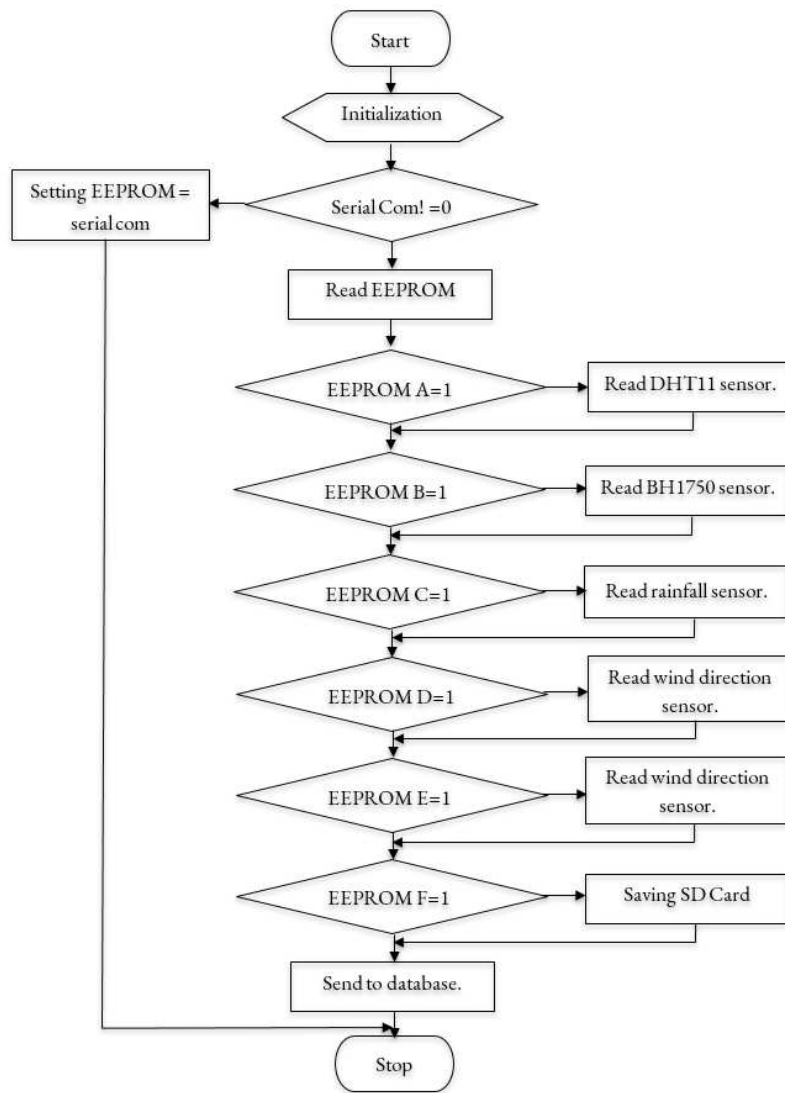 Start
Initialization
Setting EEPROM =
serial com
Serial Com! =0
Read EEPROM
EEPROM A=1
Read DHT11 sensor.
EEPROM B=1
Read BH1750 sensor.
EEPROM C=1
Read rainfall sensor.
EEPROM D=1
Read wind direction
sensor.
EEPROM E=1
Read wind direction
sensor.
EEPROM F=1
Saving SD Card
Send to database.
Stop